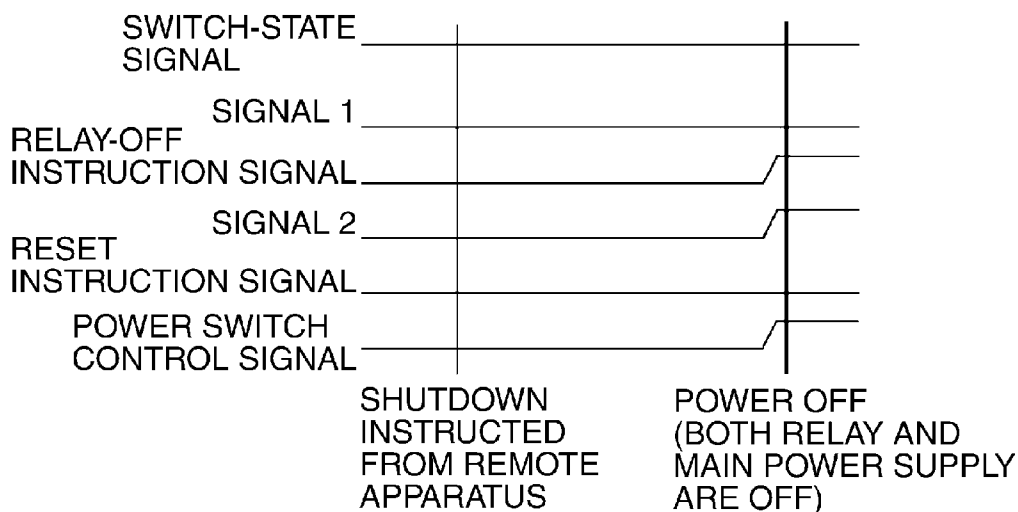 SWITCH-STATE
SIGNAL
SIGNAL 1
RELAY-OFF
INSTRUCTION SIGNAL
SIGNAL 2
RESET
INSTRUCTION SIGNAL
POWER SWITCH
CONTROL SIGNAL
SHUTDOWN
INSTRUCTED
FROM REMOTE
APPARATUS
POWER OFF
(BOTH RELAY AND
MAIN POWER SUPPLY
ARE OFF)